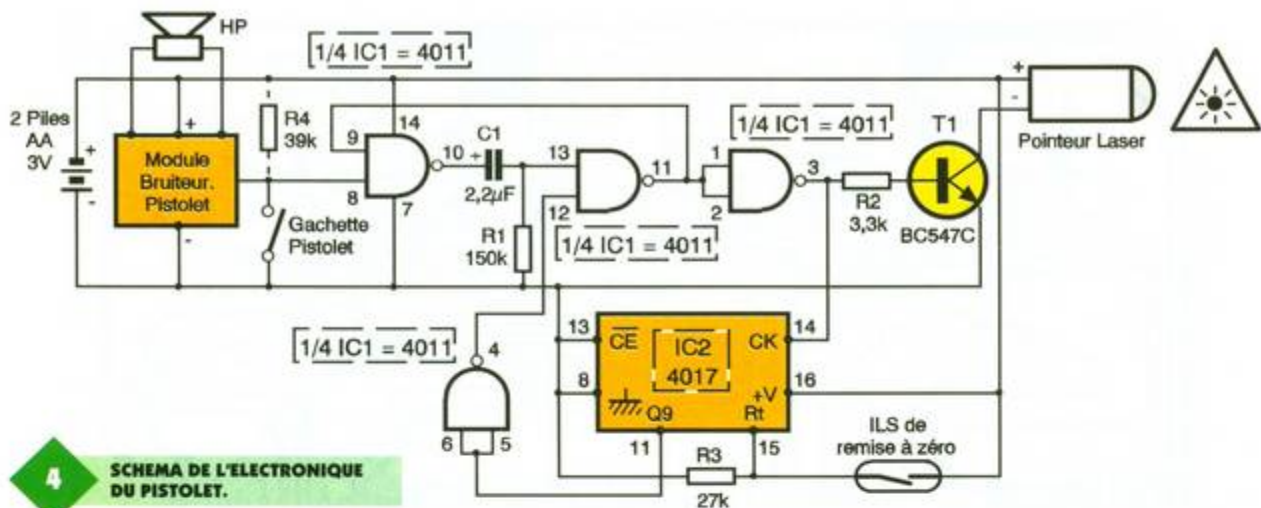 HP
1/4 IC1 = 4011
2 Piles
AA
3V
+
-
Module
Bruiteur.
Pistolet
+
-
R4
39k
Gachette
Pistolet
9
8
14
7
10
C1
+
2,2µF
R1
150k
13
12
11
1/4 IC1 = 4011
1/4 IC1 = 4011
1
2
3
R2
3,3k
T1
BC547C
+
-
Pointeur Laser
1/4 IC1 = 4011
4
6
5
13
CE
8
IC2
4017
CK
14
+V
16
Q9
11
Rt
15
R3
27k
ILS de
remise à zéro
4
SCHEMA DE L'ELECTRONIQUE
DU PISTOLET.